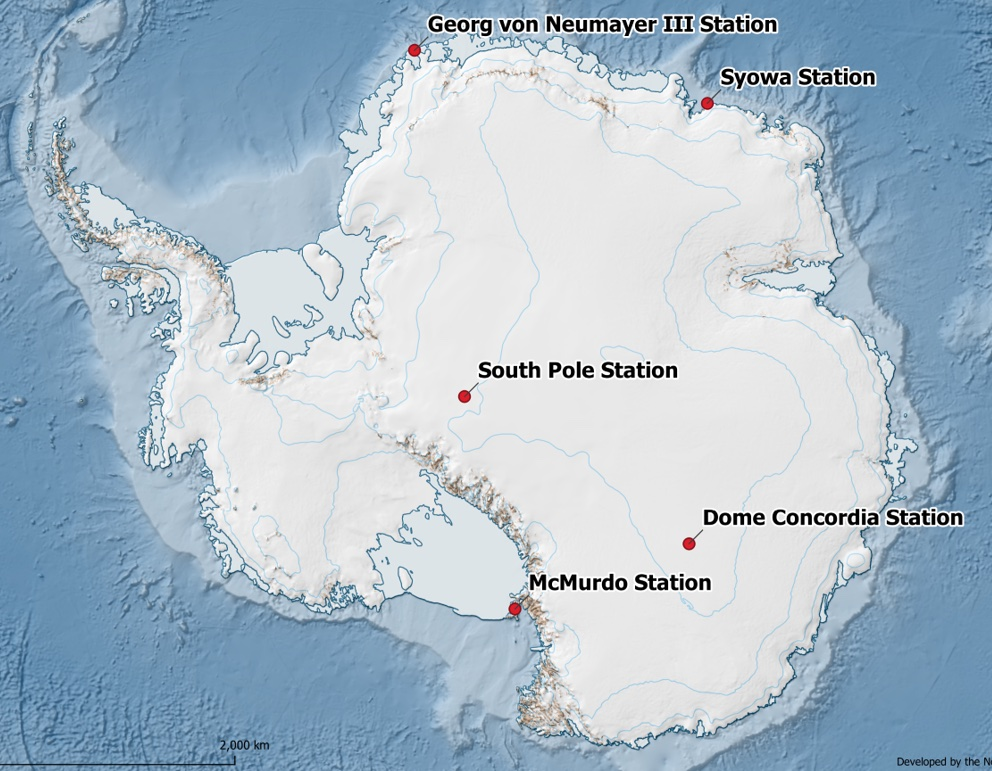 Georg von Neumayer III Station
Syowa Station
South Pole Station
Dome Concordia Station
McMurdo Station
2,000 km
Developed by the